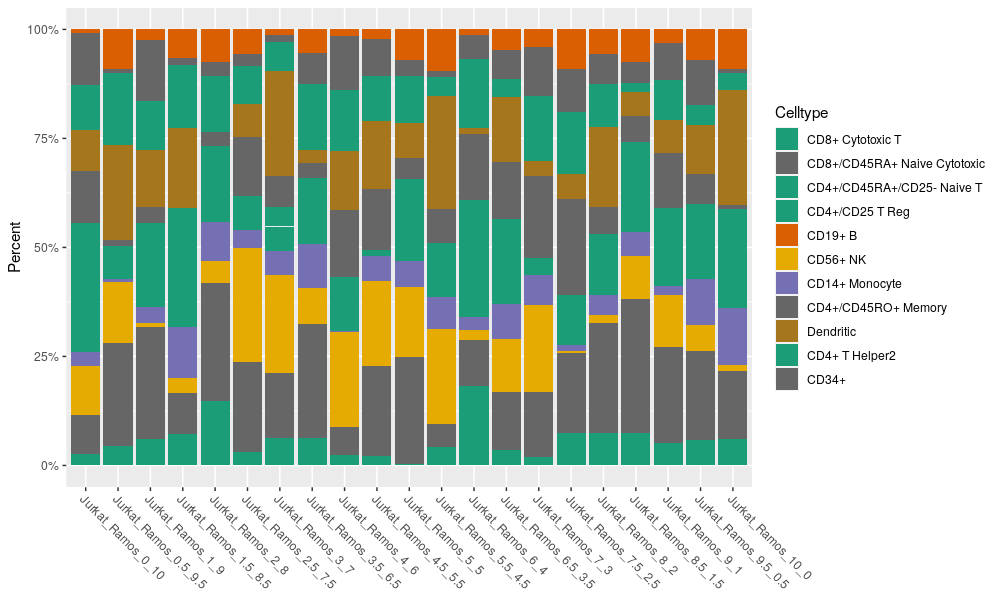 100%
75%
50%
25%
0%
Percent
Jurkat_Ramos_0_10
Jurkat_Ramos_0.5_9.5
Jurkat_Ramos_1_9
Jurkat_Ramos_1.5_8.5
Jurkat_Ramos_2_8
Jurkat_Ramos_2.5_7.5
Jurkat_Ramos_3_7
Jurkat_Ramos_3.5_6.5
Jurkat_Ramos_4_6
Jurkat_Ramos_4.5_5.5
Jurkat_Ramos_5_5
Jurkat_Ramos_5.5_4.5
Jurkat_Ramos_6_4
Jurkat_Ramos_6.5_3.5
Jurkat_Ramos_7_3
Jurkat_Ramos_7.5_2.5
Jurkat_Ramos_8_2
Jurkat_Ramos_8.5_1.5
Jurkat_Ramos_9_1
Jurkat_Ramos_9.5_0.5
Jurkat_Ramos_10_0
Celltype
CD8+ Cytotoxic T
CD8+/CD45RA+ Naive Cytotoxic
CD4+/CD45RA+/CD25- Naive T
CD4+/CD25 T Reg
CD19+ B
CD56+ NK
CD14+ Monocyte
CD4+/CD45RO+ Memory
Dendritic
CD4+ T Helper2
CD34+